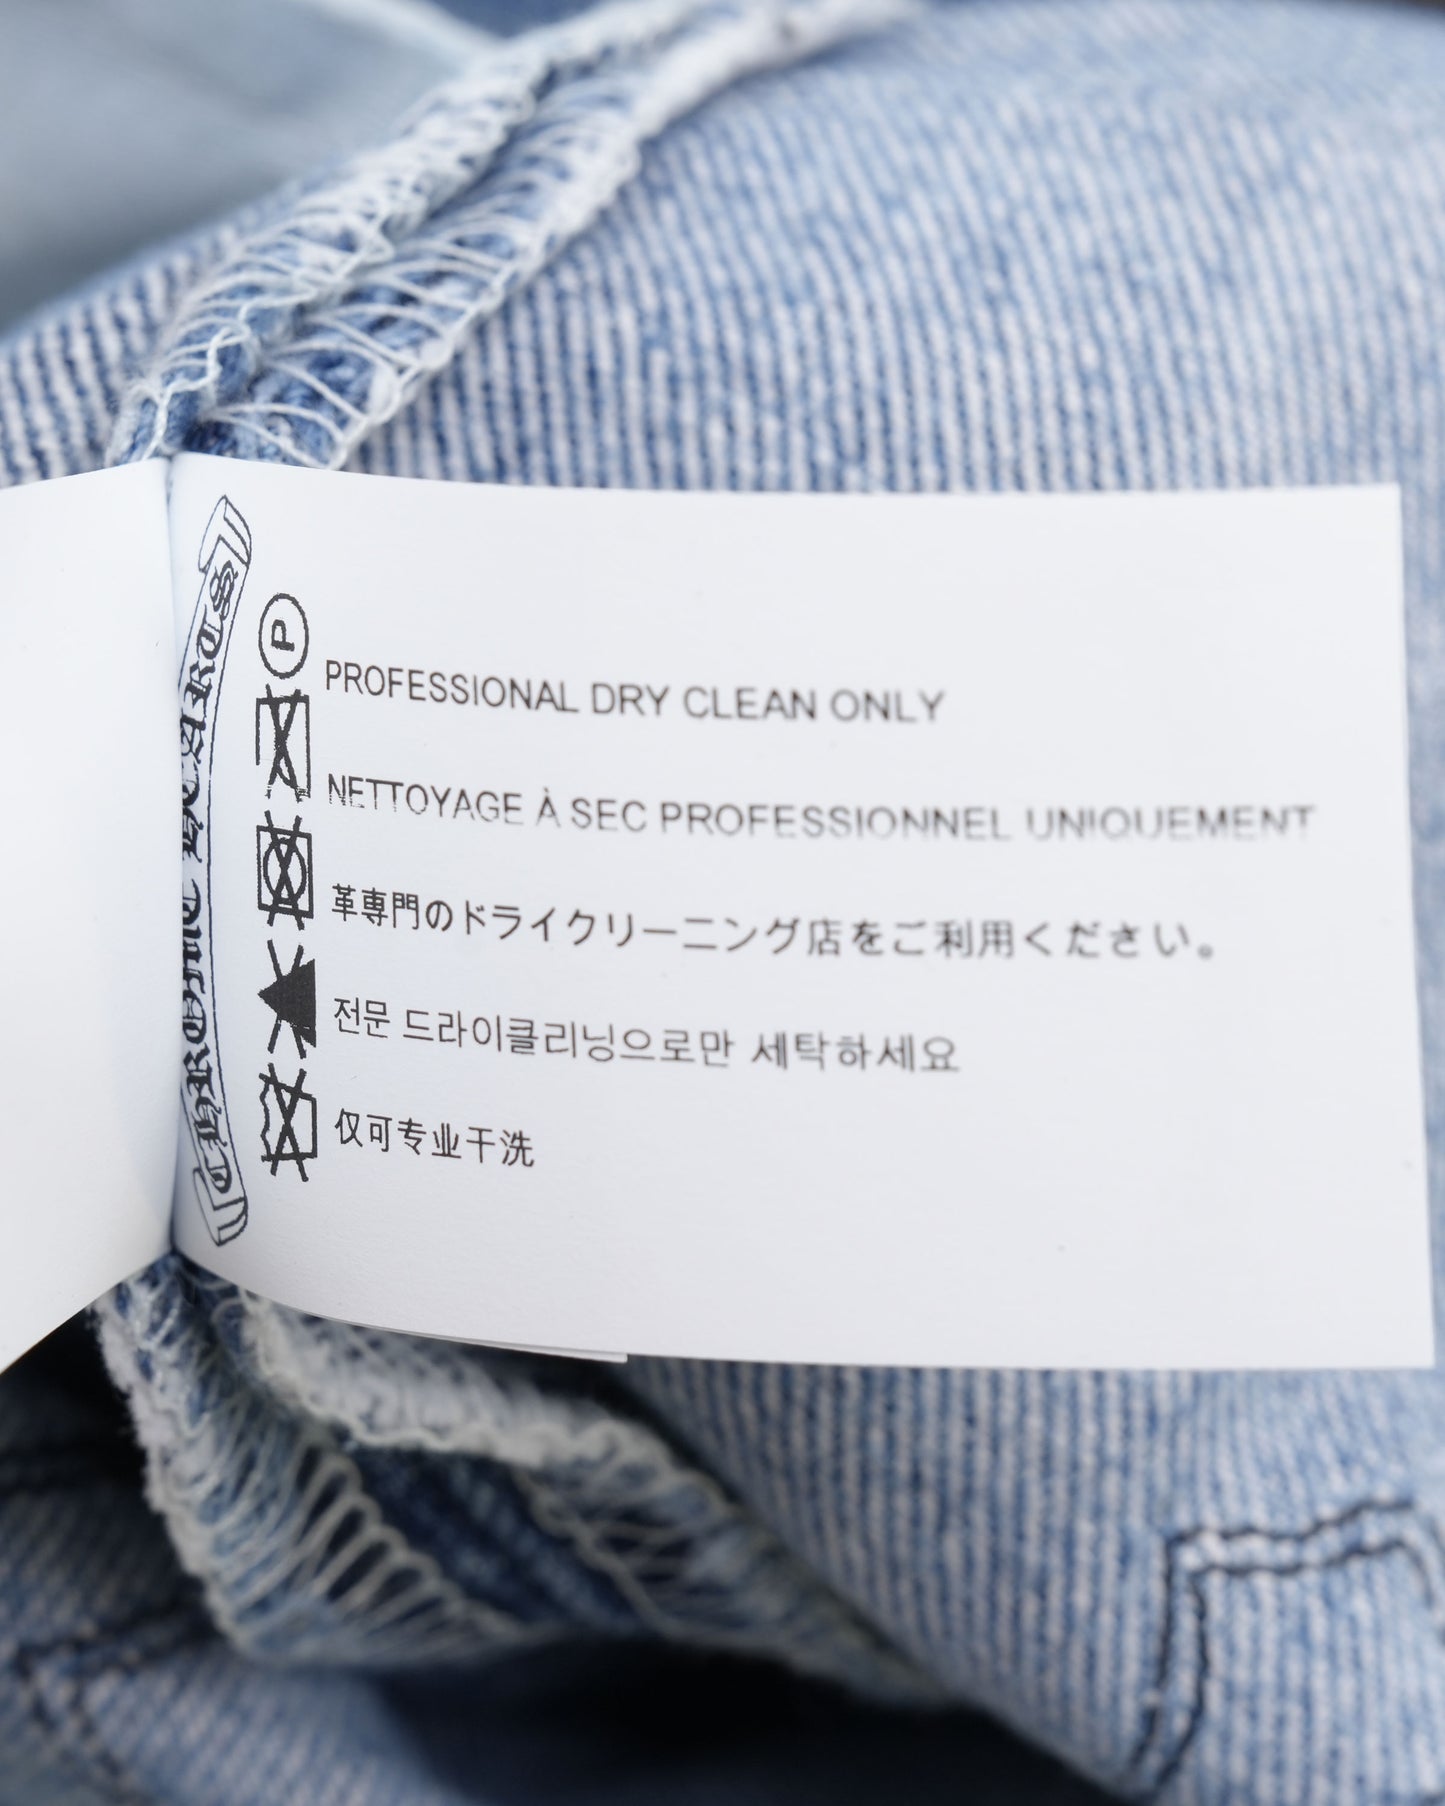 CHROME HEARTS
P
PROFESSIONAL DRY CLEAN ONLY
NETTOYAGE À SEC PROFESSIONNEL UNIQUEMENT
革専門のドライクリーニング店をご利用ください。
전문 드라이클리닝으로만 세탁하세요
仅可专业干洗